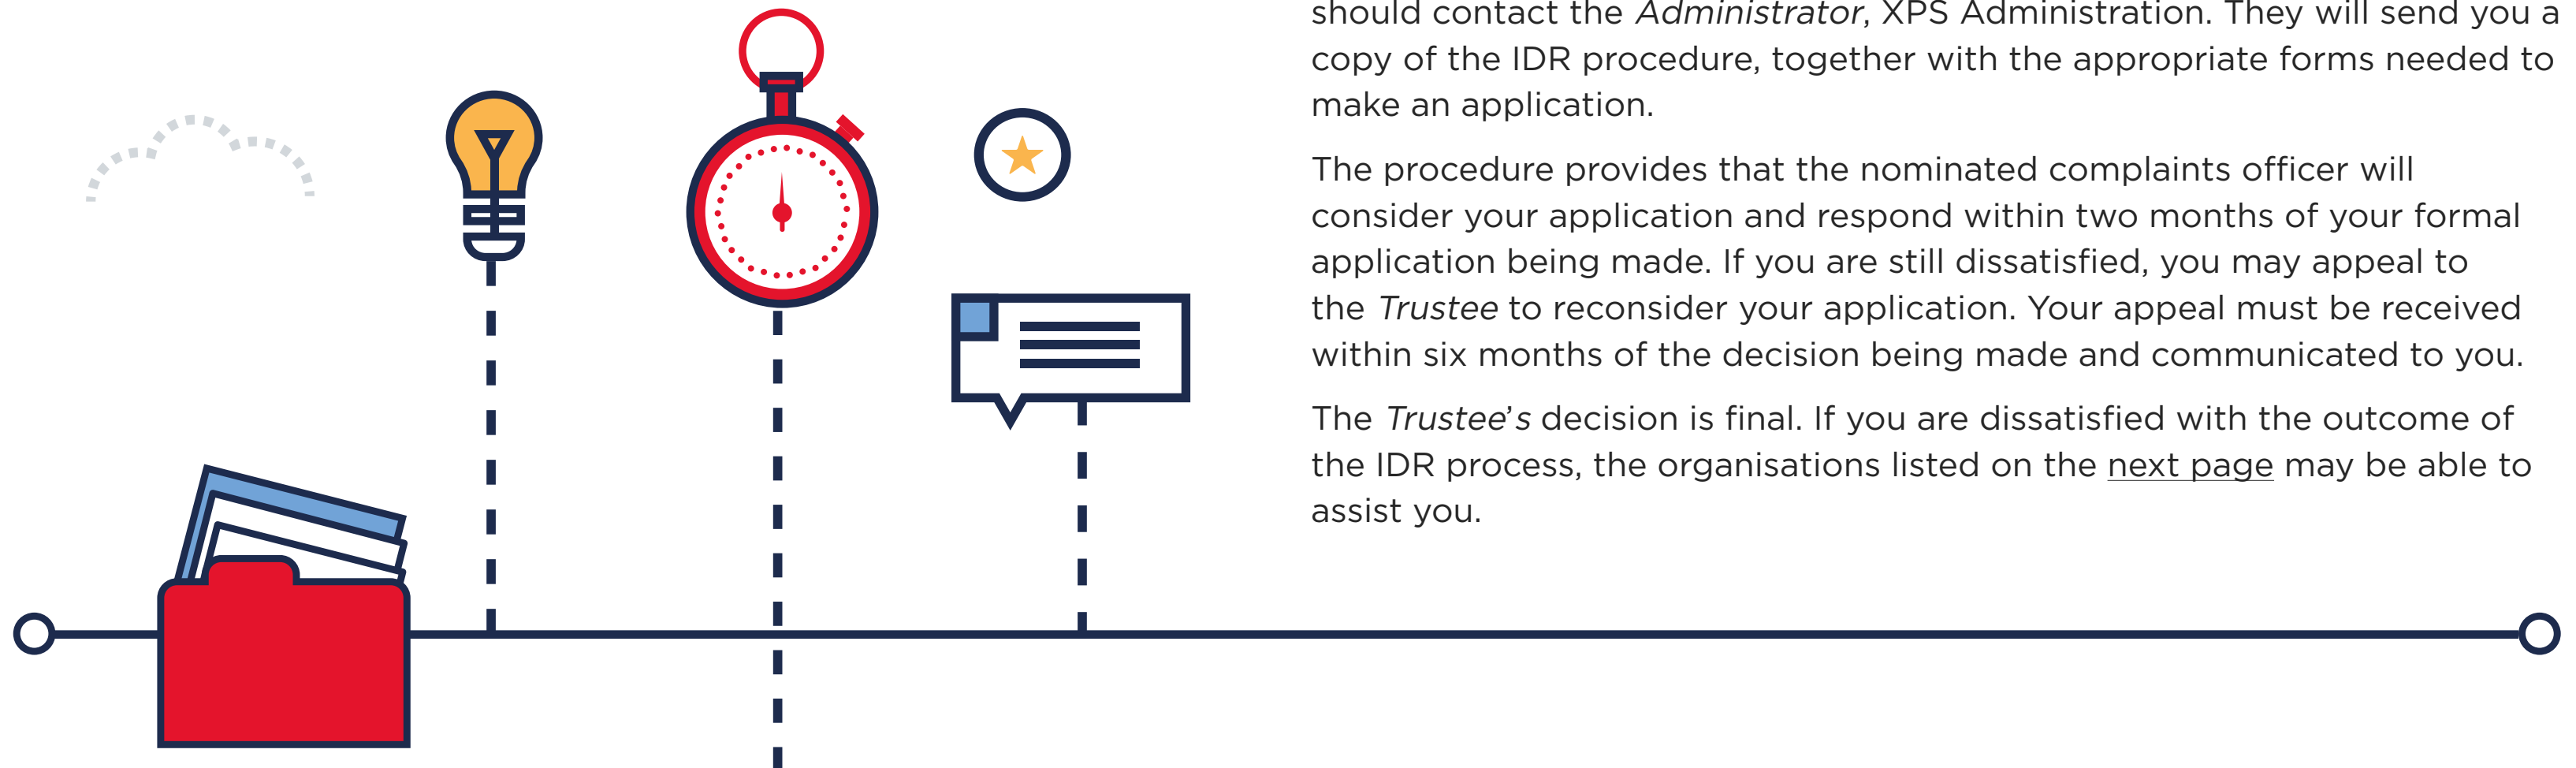 should contact the Administrator, XPS Administration. They will send you a
copy of the IDR procedure, together with the appropriate forms needed to
make an application.
The procedure provides that the nominated complaints officer will
consider your application and respond within two months of your formal
application being made. If you are still dissatisfied, you may appeal to
the Trustee to reconsider your application. Your appeal must be received
within six months of the decision being made and communicated to you.
The Trustee’s decision is final. If you are dissatisfied with the outcome of
the IDR process, the organisations listed on the next page may be able to
assist you.